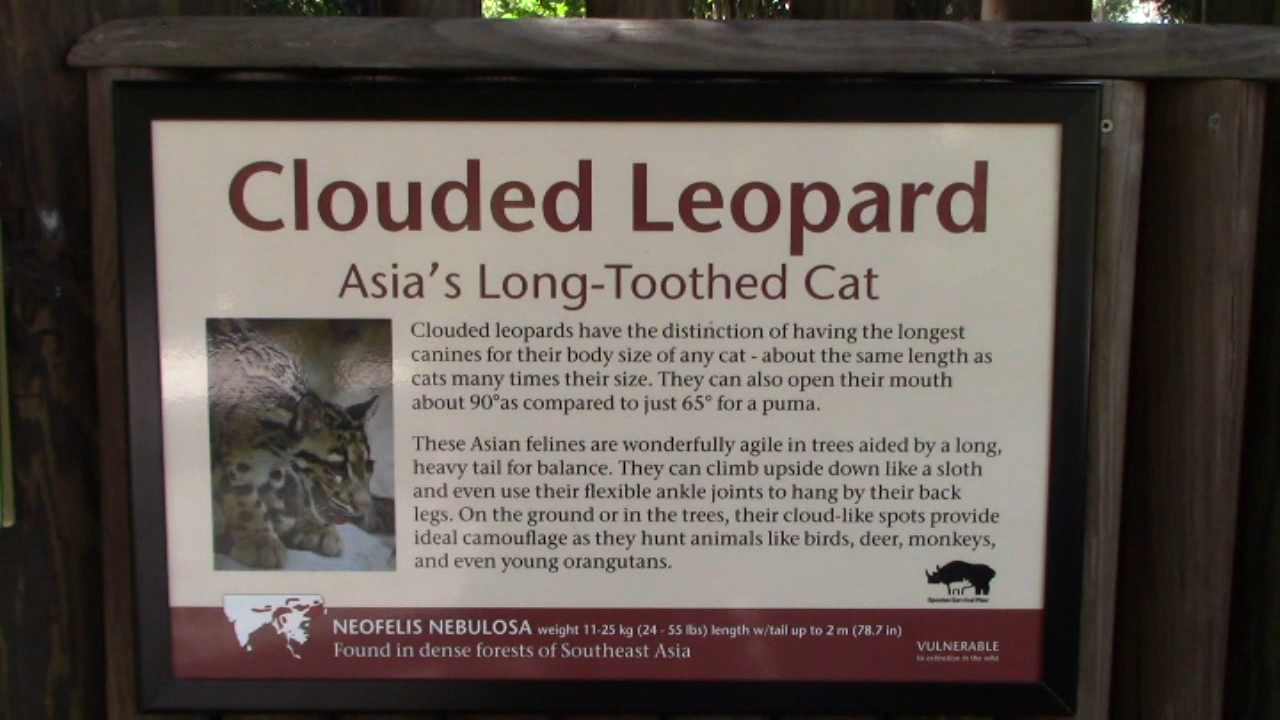 Clouded Leopard
Asia's Long-Toothed Cat
Clouded leopards have the distinction of having the longest
canines for their body size of any cat - about the same length as
cats many times their size. They can also open their mouth
about 90°as compared to just 65° for a puma.
These Asian felines are wonderfully agile in trees aided by a long,
heavy tail for balance. They can climb upside down like a sloth
and even use their flexible ankle joints to hang by their back
legs. On the ground or in the trees, their cloud-like spots provide
ideal camouflage as they hunt animals like birds, deer, monkeys,
and even young orangutans.
Species Survival Plan
NEOFELIS NEBULOSA weight 11-25 kg (24 - 55 lbs) length w/tail up to 2 m (78.7 in)
Found in dense forests of Southeast Asia
VULNERABLE
to extinction in the wild